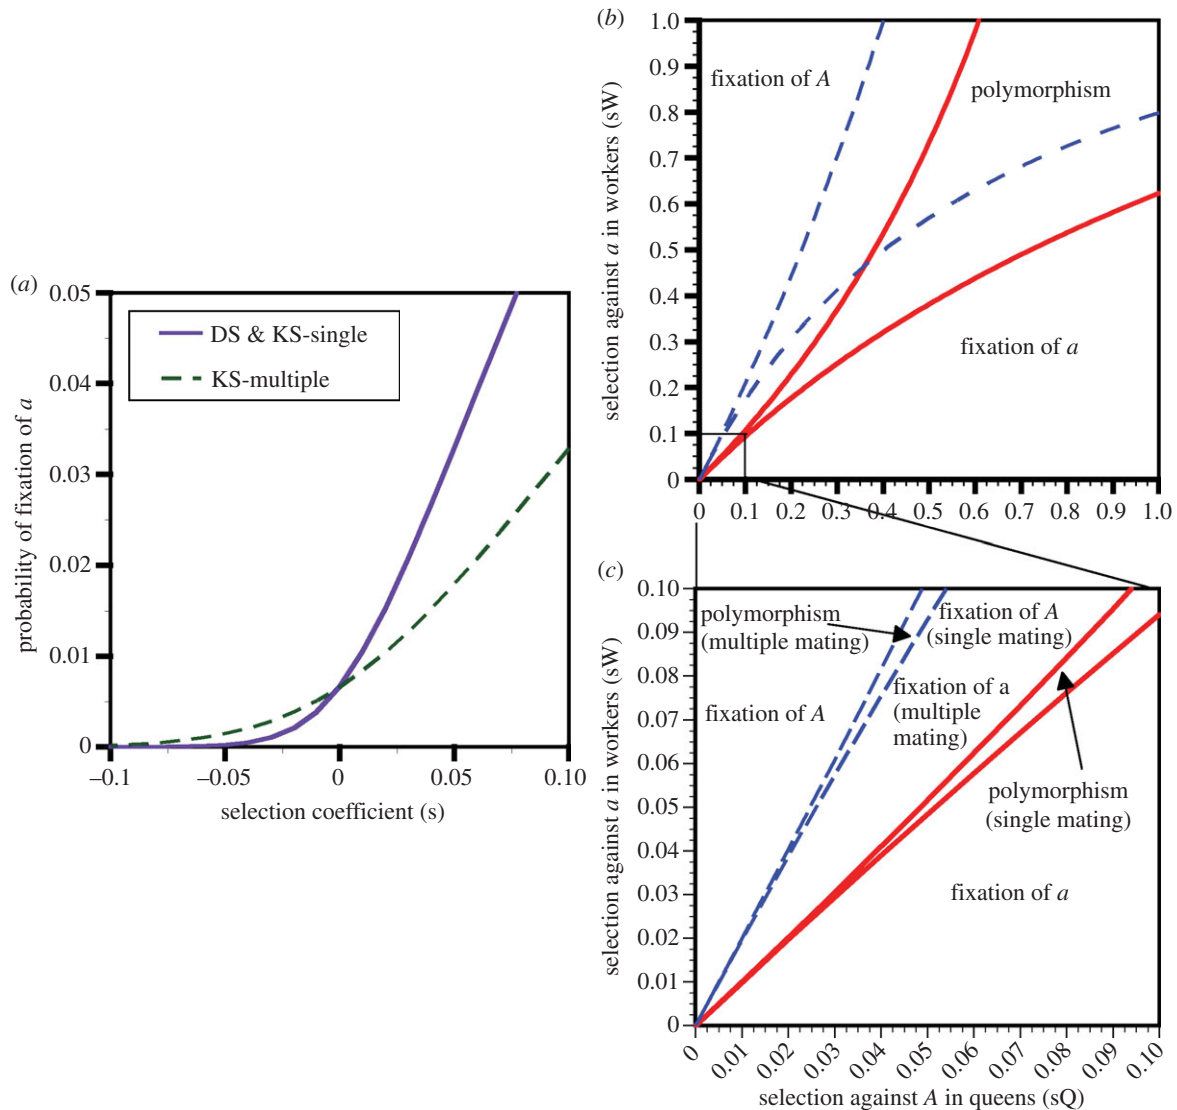 (a)
0.05
0.04
0.03
0.02
0.01
0
probability of fixation of a
DS & KS-single
KS-multiple
–0.1
–0.05
0
0.05
0.10
selection coefficient (s)
(b)
1.0
0.9
0.8
0.7
0.6
0.5
0.4
0.3
0.2
0.1
0
selection against a in workers (sW)
fixation of A
polymorphism
fixation of a
0
0.1
0.2
0.3
0.4
0.5
0.6
0.7
0.8
0.9
1.0
(c)
0.10
0.09
0.08
0.07
0.06
0.05
0.04
0.03
0.02
0.01
0
selection against a in workers (sW)
polymorphism
(multiple mating)
fixation of A
(single mating)
fixation of a
(multiple
mating)
fixation of A
polymorphism
(single mating)
fixation of a
0
0.01
0.02
0.03
0.04
0.05
0.06
0.07
0.08
0.09
0.10
selection against A in queens (sQ)